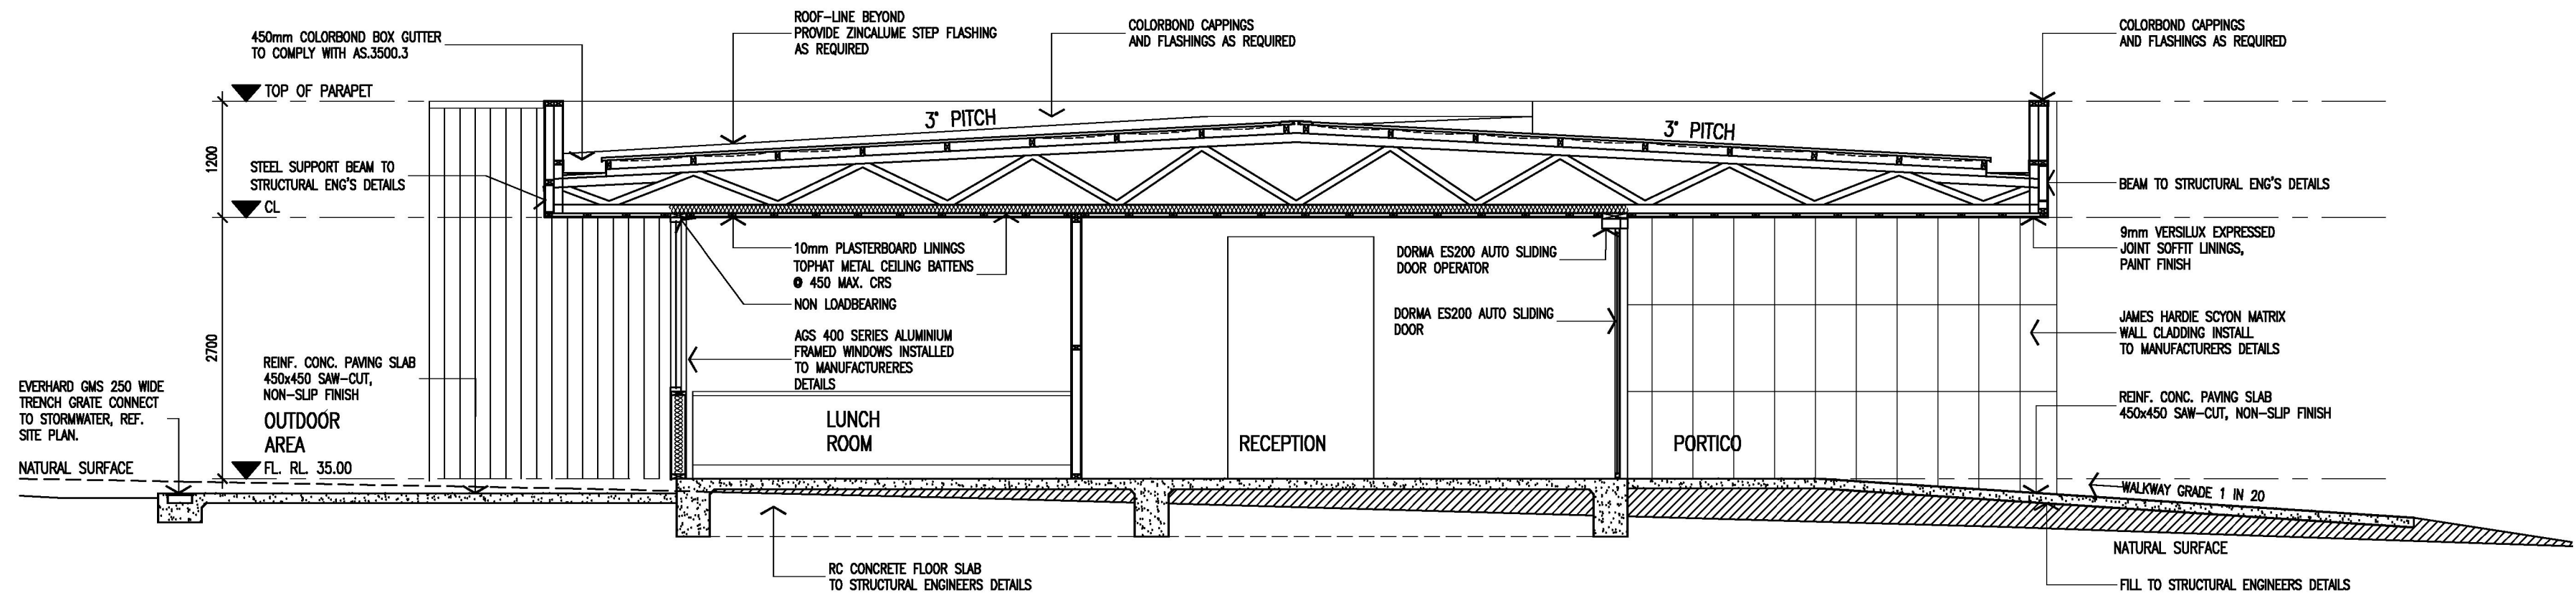 ROOF-LINE BEYOND
PROVIDE ZINCALUME STEP FLASHING
AS REQUIRED
COLORBOND CAPPINGS
AND FLASHINGS AS REQUIRED
COLORBOND CAPPINGS
AND FLASHINGS AS REQUIRED
450mm COLORBOND BOX GUTTER
TO COMPLY WITH AS.3500.3
TOP OF PARAPET
3° PITCH
3° PITCH
1200
STEEL SUPPORT BEAM TO
STRUCTURAL ENG'S DETAILS
BEAM TO STRUCTURAL ENG'S DETAILS
CL
10mm PLASTERBOARD LININGS
TOPHAT METAL CEILING BATTENS
@ 450 MAX. CRS
NON LOADBEARING
DORMA ES200 AUTO SLIDING
DOOR OPERATOR
9mm VERSILUX EXPRESSED
JOINT SOFFIT LININGS,
PAINT FINISH
2700
AGS 400 SERIES ALUMINIUM
FRAMED WINDOWS INSTALLED
TO MANUFACTURERES
DETAILS
DORMA ES200 AUTO SLIDING
DOOR
JAMES HARDIE SCYON MATRIX
WALL CLADDING INSTALL
TO MANUFACTURERS DETAILS
REINF. CONC. PAVING SLAB
450x450 SAW-CUT,
NON-SLIP FINISH
EVERHARD GMS 250 WIDE
TRENCH GRATE CONNECT
TO STORMWATER, REF.
SITE PLAN.
OUTDOOR
AREA
LUNCH
ROOM
RECEPTION
PORTICO
REINF. CONC. PAVING SLAB
450x450 SAW-CUT, NON-SLIP FINISH
NATURAL SURFACE
FL. RL. 35.00
WALKWAY GRADE 1 IN 20
NATURAL SURFACE
RC CONCRETE FLOOR SLAB
TO STRUCTURAL ENGINEERS DETAILS
FILL TO STRUCTURAL ENGINEERS DETAILS